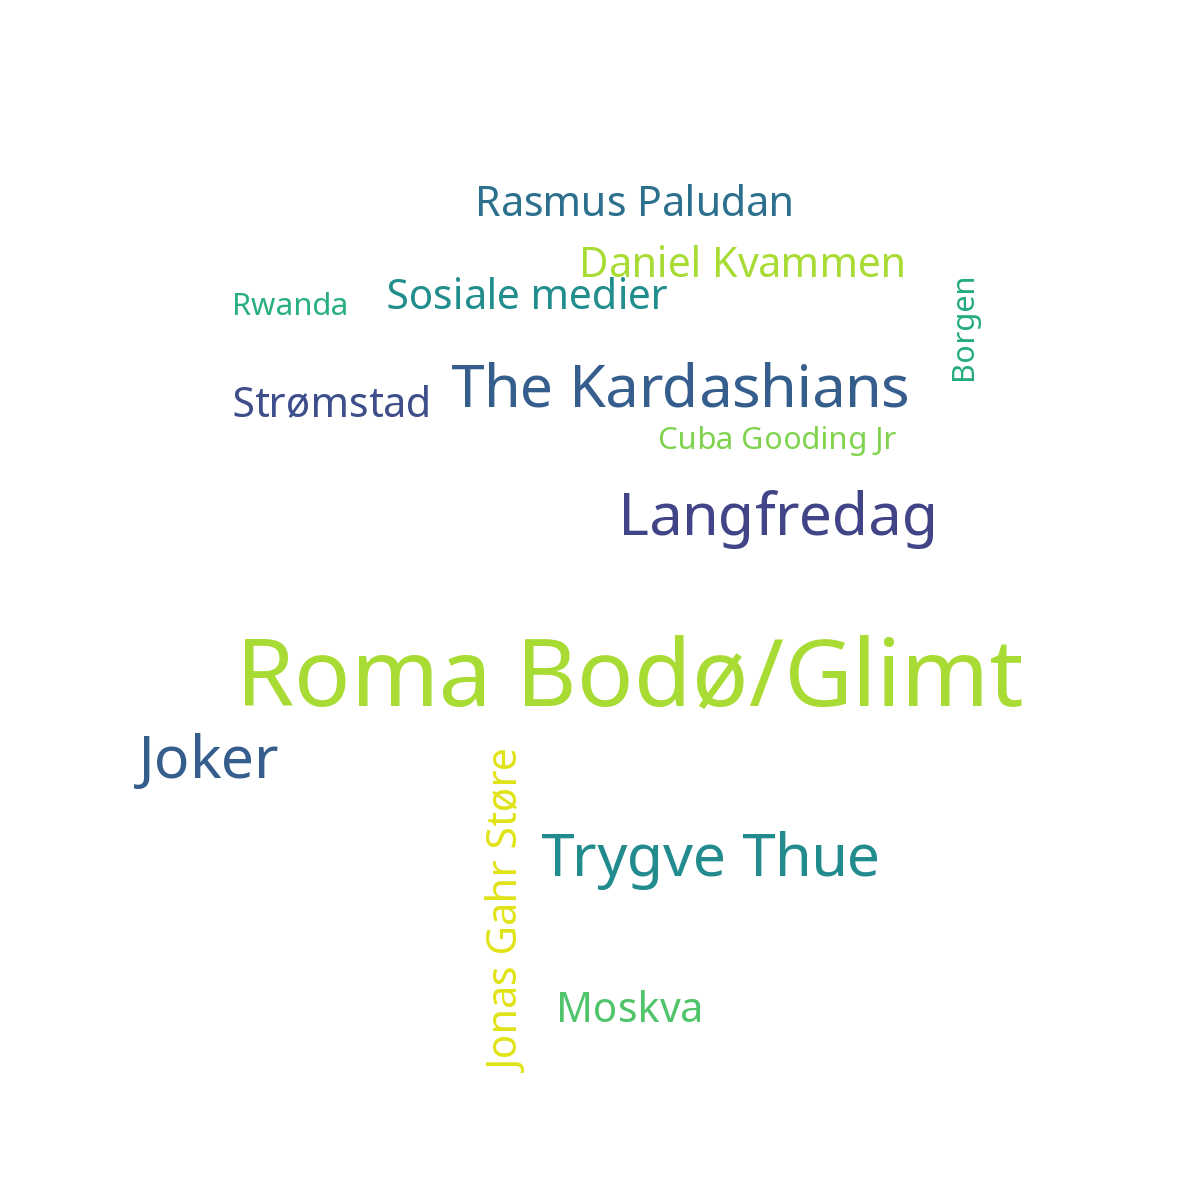 Rasmus Paludan
Daniel Kvammen
Sosiale medier
Rwanda
Borgen
The Kardashians
Strømstad
Cuba Gooding Jr
Langfredag
Roma Bodø/Glimt
Joker
Jonas Gahr Støre
Trygve Thue
Moskva